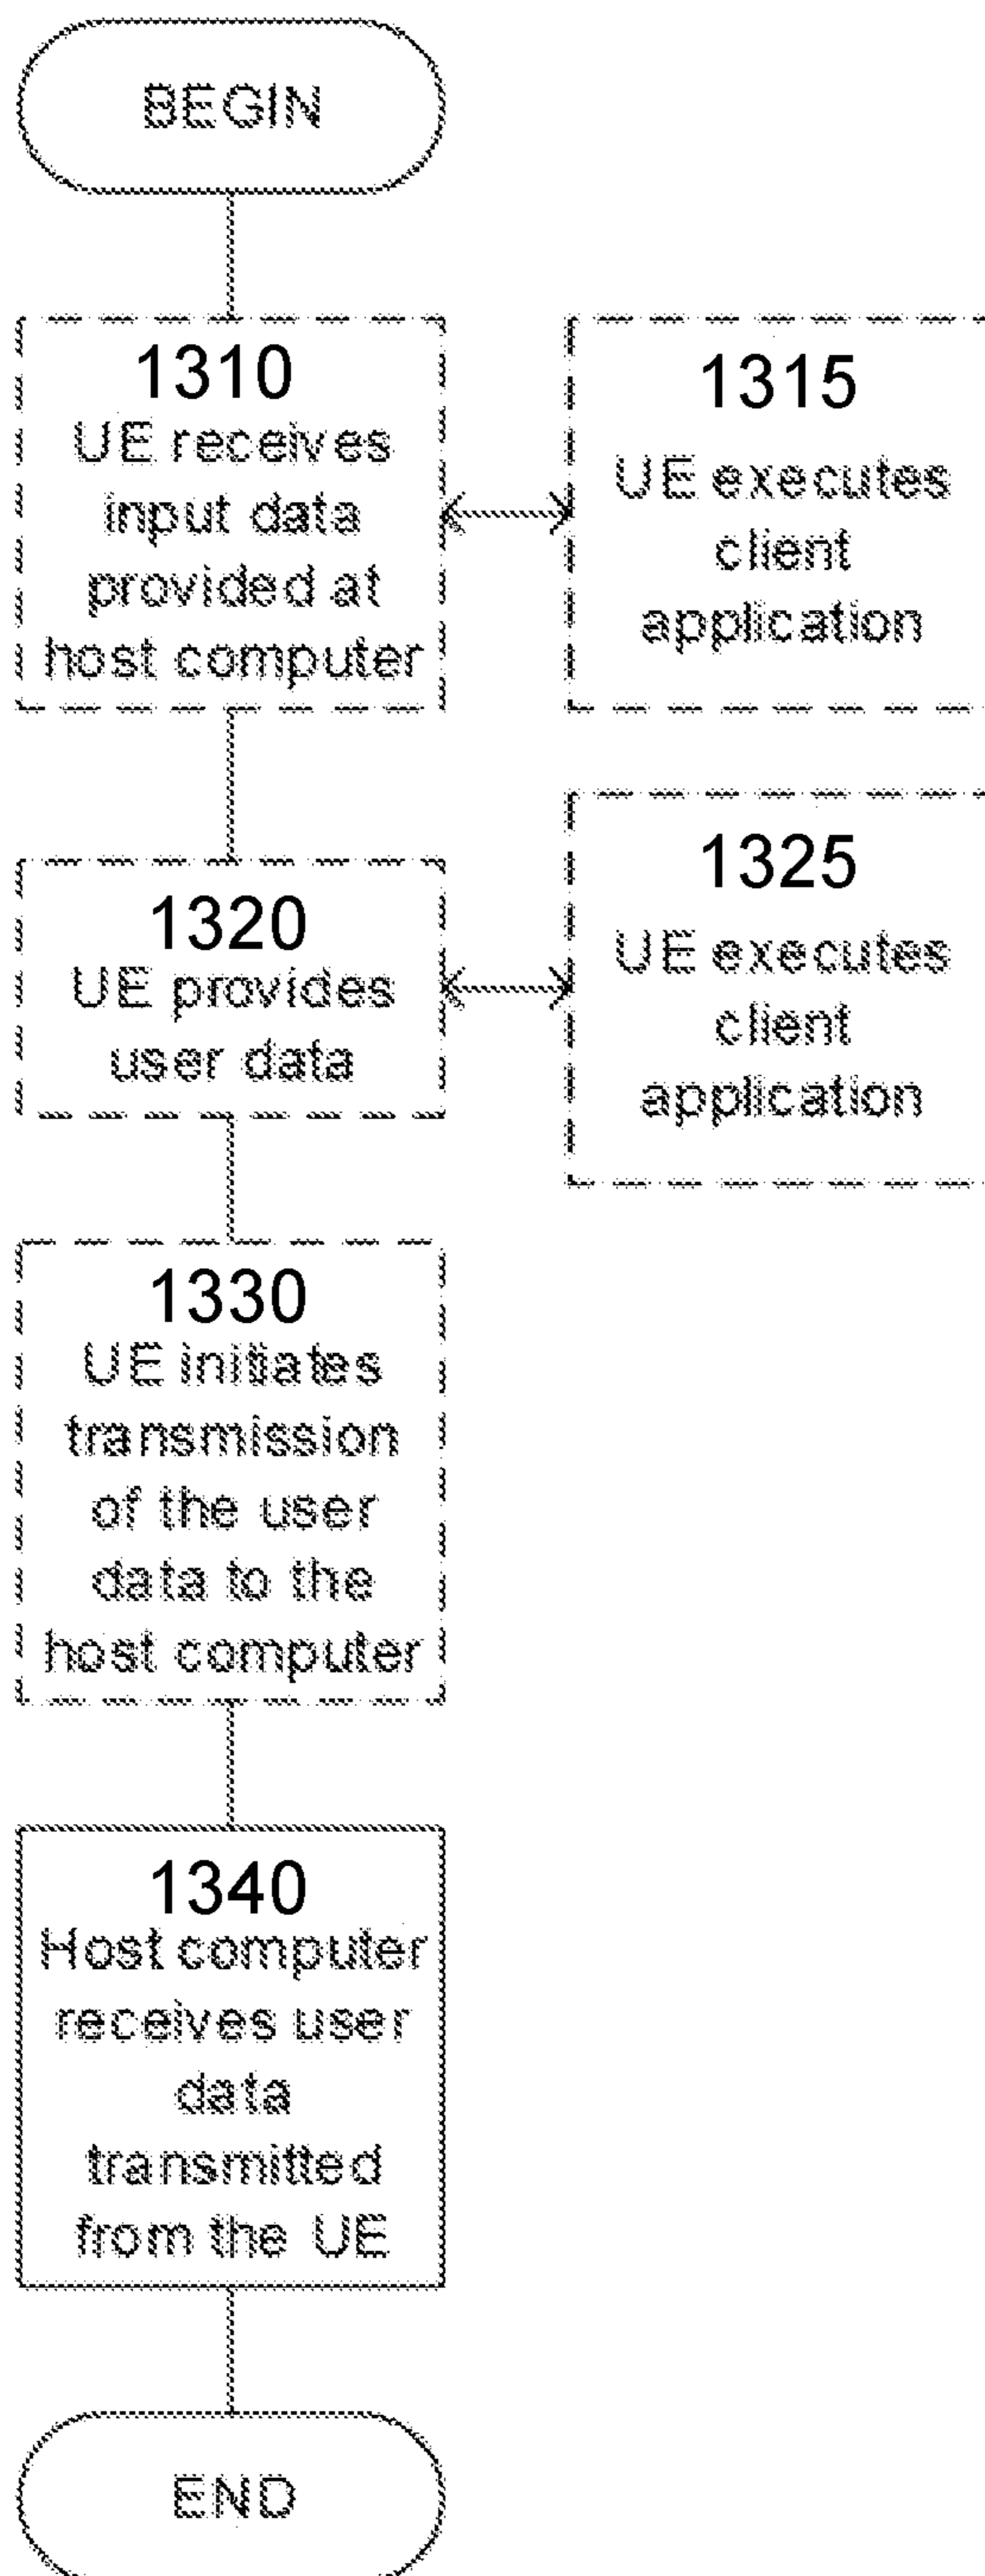 BEGIN
1310
UE receives
input data
provided at
host computer
1315
UE executes
client
application
1320
UE provides
user data
1325
UE executes
client
application
1330
UE initiates
transmission
of the user
data to the
host computer
1340
Host computer
receives user
data
transmitted
from the UE
END